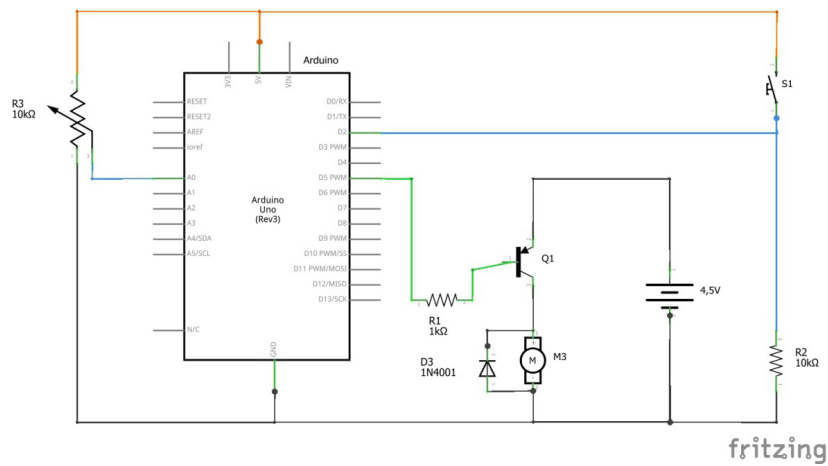 Arduino
3V3
5V
VIN
R3
10kΩ
S1
RESET
RESET2
AREF
ioref
A0
A1
A2
A3
A4/SDA
A5/SCL
N/C
D0/RX
D1/TX
D2
D3 PWM
D4
D5 PWM
D6 PWM
D7
D8
D9 PWM
D10 PWM/SS
D11 PWM/MOSI
D12/MISO
D13/SCK
Arduino
Uno
(Rev3)
GND
Q1
4,5V
R1
1kΩ
D3
1N4001
M
M3
R2
10kΩ
fritzing